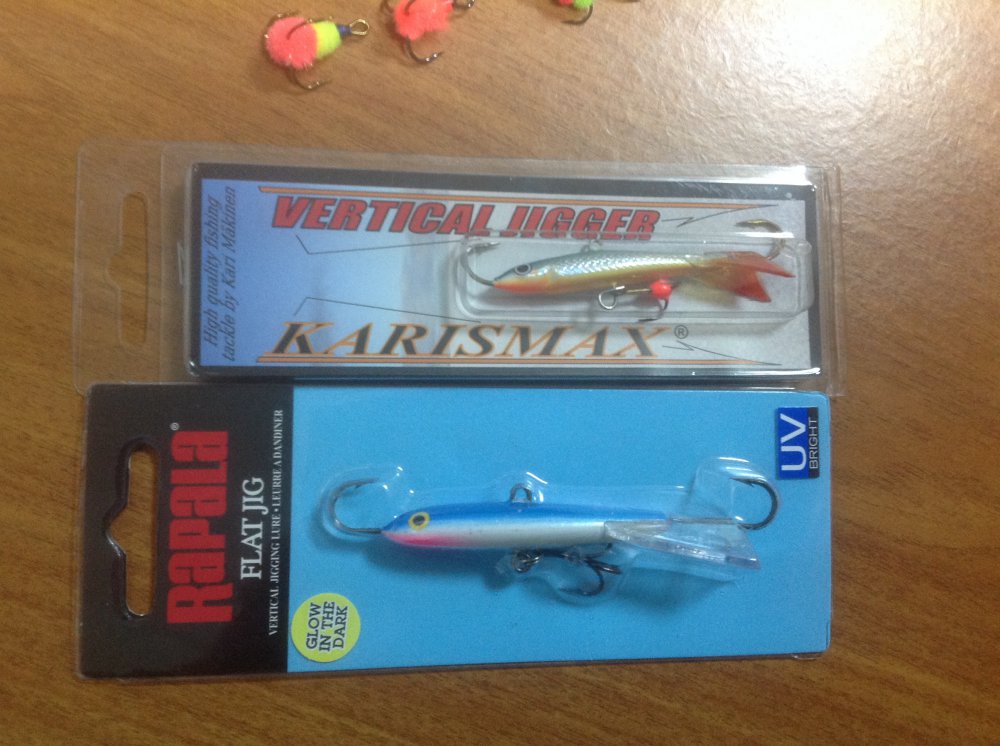 High quality fishing
tackle by Kari Mäkinen
VERTICAL JIGGER
KARISMAX®
RAPALA®
FLAT JIG
VERTICAL JIGGING LURE • LEURRE A DANDINER
GLOW
IN THE
DARK
UV
BRIGHT